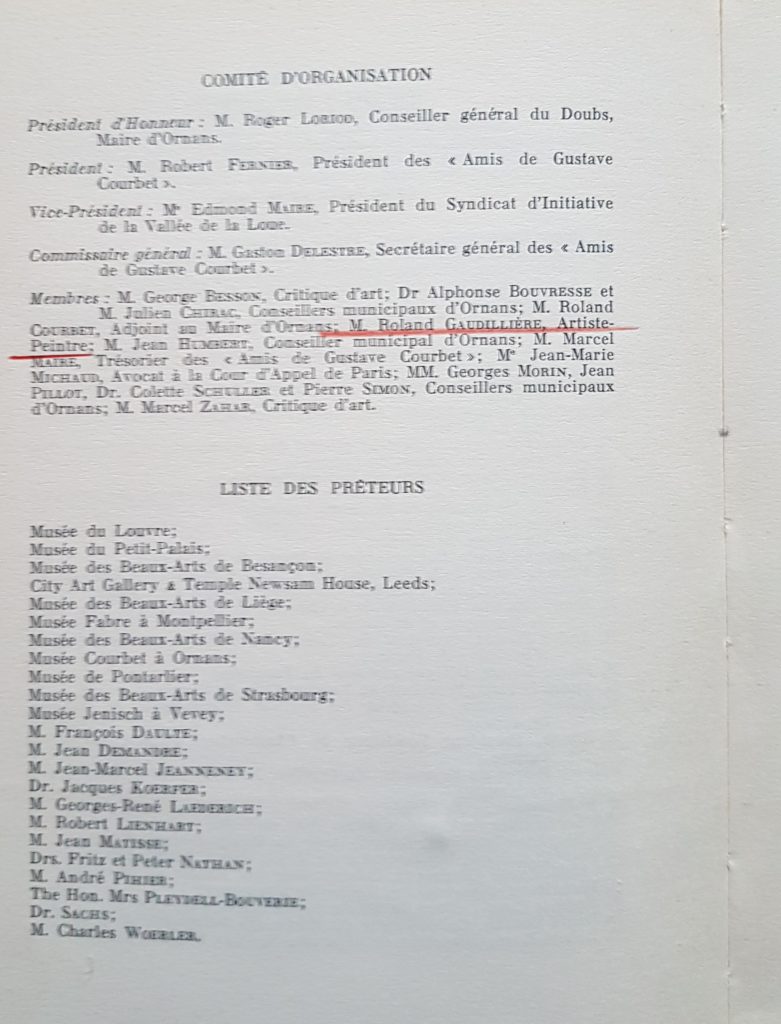 COMITÉ D'ORGANISATION
Président d'Honneur : M. Roger LORIOD, Conseiller général du Doubs,
Maire d'Ornans.
Président : M. Robert FERNIER, Président des « Amis de Gustave
Courbet ».
Vice-Président : Me Edmond MAIRE, Président du Syndicat d'Initiative
de la Vallée de la Loue.
Commissaire général : M. Gaston DELESTRE, Secrétaire général des « Amis
de Gustave Courbet ».
Membres : M. George BESSON, Critique d'art; Dr Alphonse BOUVRESSE et
M. Julien CHIRAC, Conseillers municipaux d'Ornans; M. Roland
COURBET, Adjoint au Maire d'Ornans; M. Roland GAUDILLIÈRE, Artiste-
Peintre; M. Jean HUMBERT, Conseiller municipal d'Ornans; M. Marcel
MAIRE, Trésorier des « Amis de Gustave Courbet »; Me Jean-Marie
MICHAUD, Avocat à la Cour d'Appel de Paris; MM. Georges MORIN, Jean
PILLOT, Dr. Colette SCHULLER et Pierre SIMON, Conseillers municipaux
d'Ornans; M. Marcel ZAHAR, Critique d'art.
LISTE DES PRÊTEURS
Musée du Louvre;
Musée du Petit-Palais;
Musée des Beaux-Arts de Besançon;
City Art Gallery & Temple Newsam House, Leeds;
Musée des Beaux-Arts de Liège;
Musée Fabre à Montpellier;
Musée des Beaux-Arts de Nancy;
Musée Courbet à Ornans;
Musée de Pontarlier;
Musée des Beaux-Arts de Strasbourg;
Musée Jenisch à Vevey;
M. François DAULTE;
M. Jean DEMANDRE;
M. Jean-Marcel JEANNENEY;
Dr. Jacques KOERFER;
M. Georges-René LAEDERICH;
M. Robert LIENHART;
M. Jean MATISSE;
Drs. Fritz et Peter NATHAN;
M. André PIHIER;
The Hon. Mrs PLEYDELL-BOUVERIE;
Dr. SACHS;
M. Charles WOERLER.